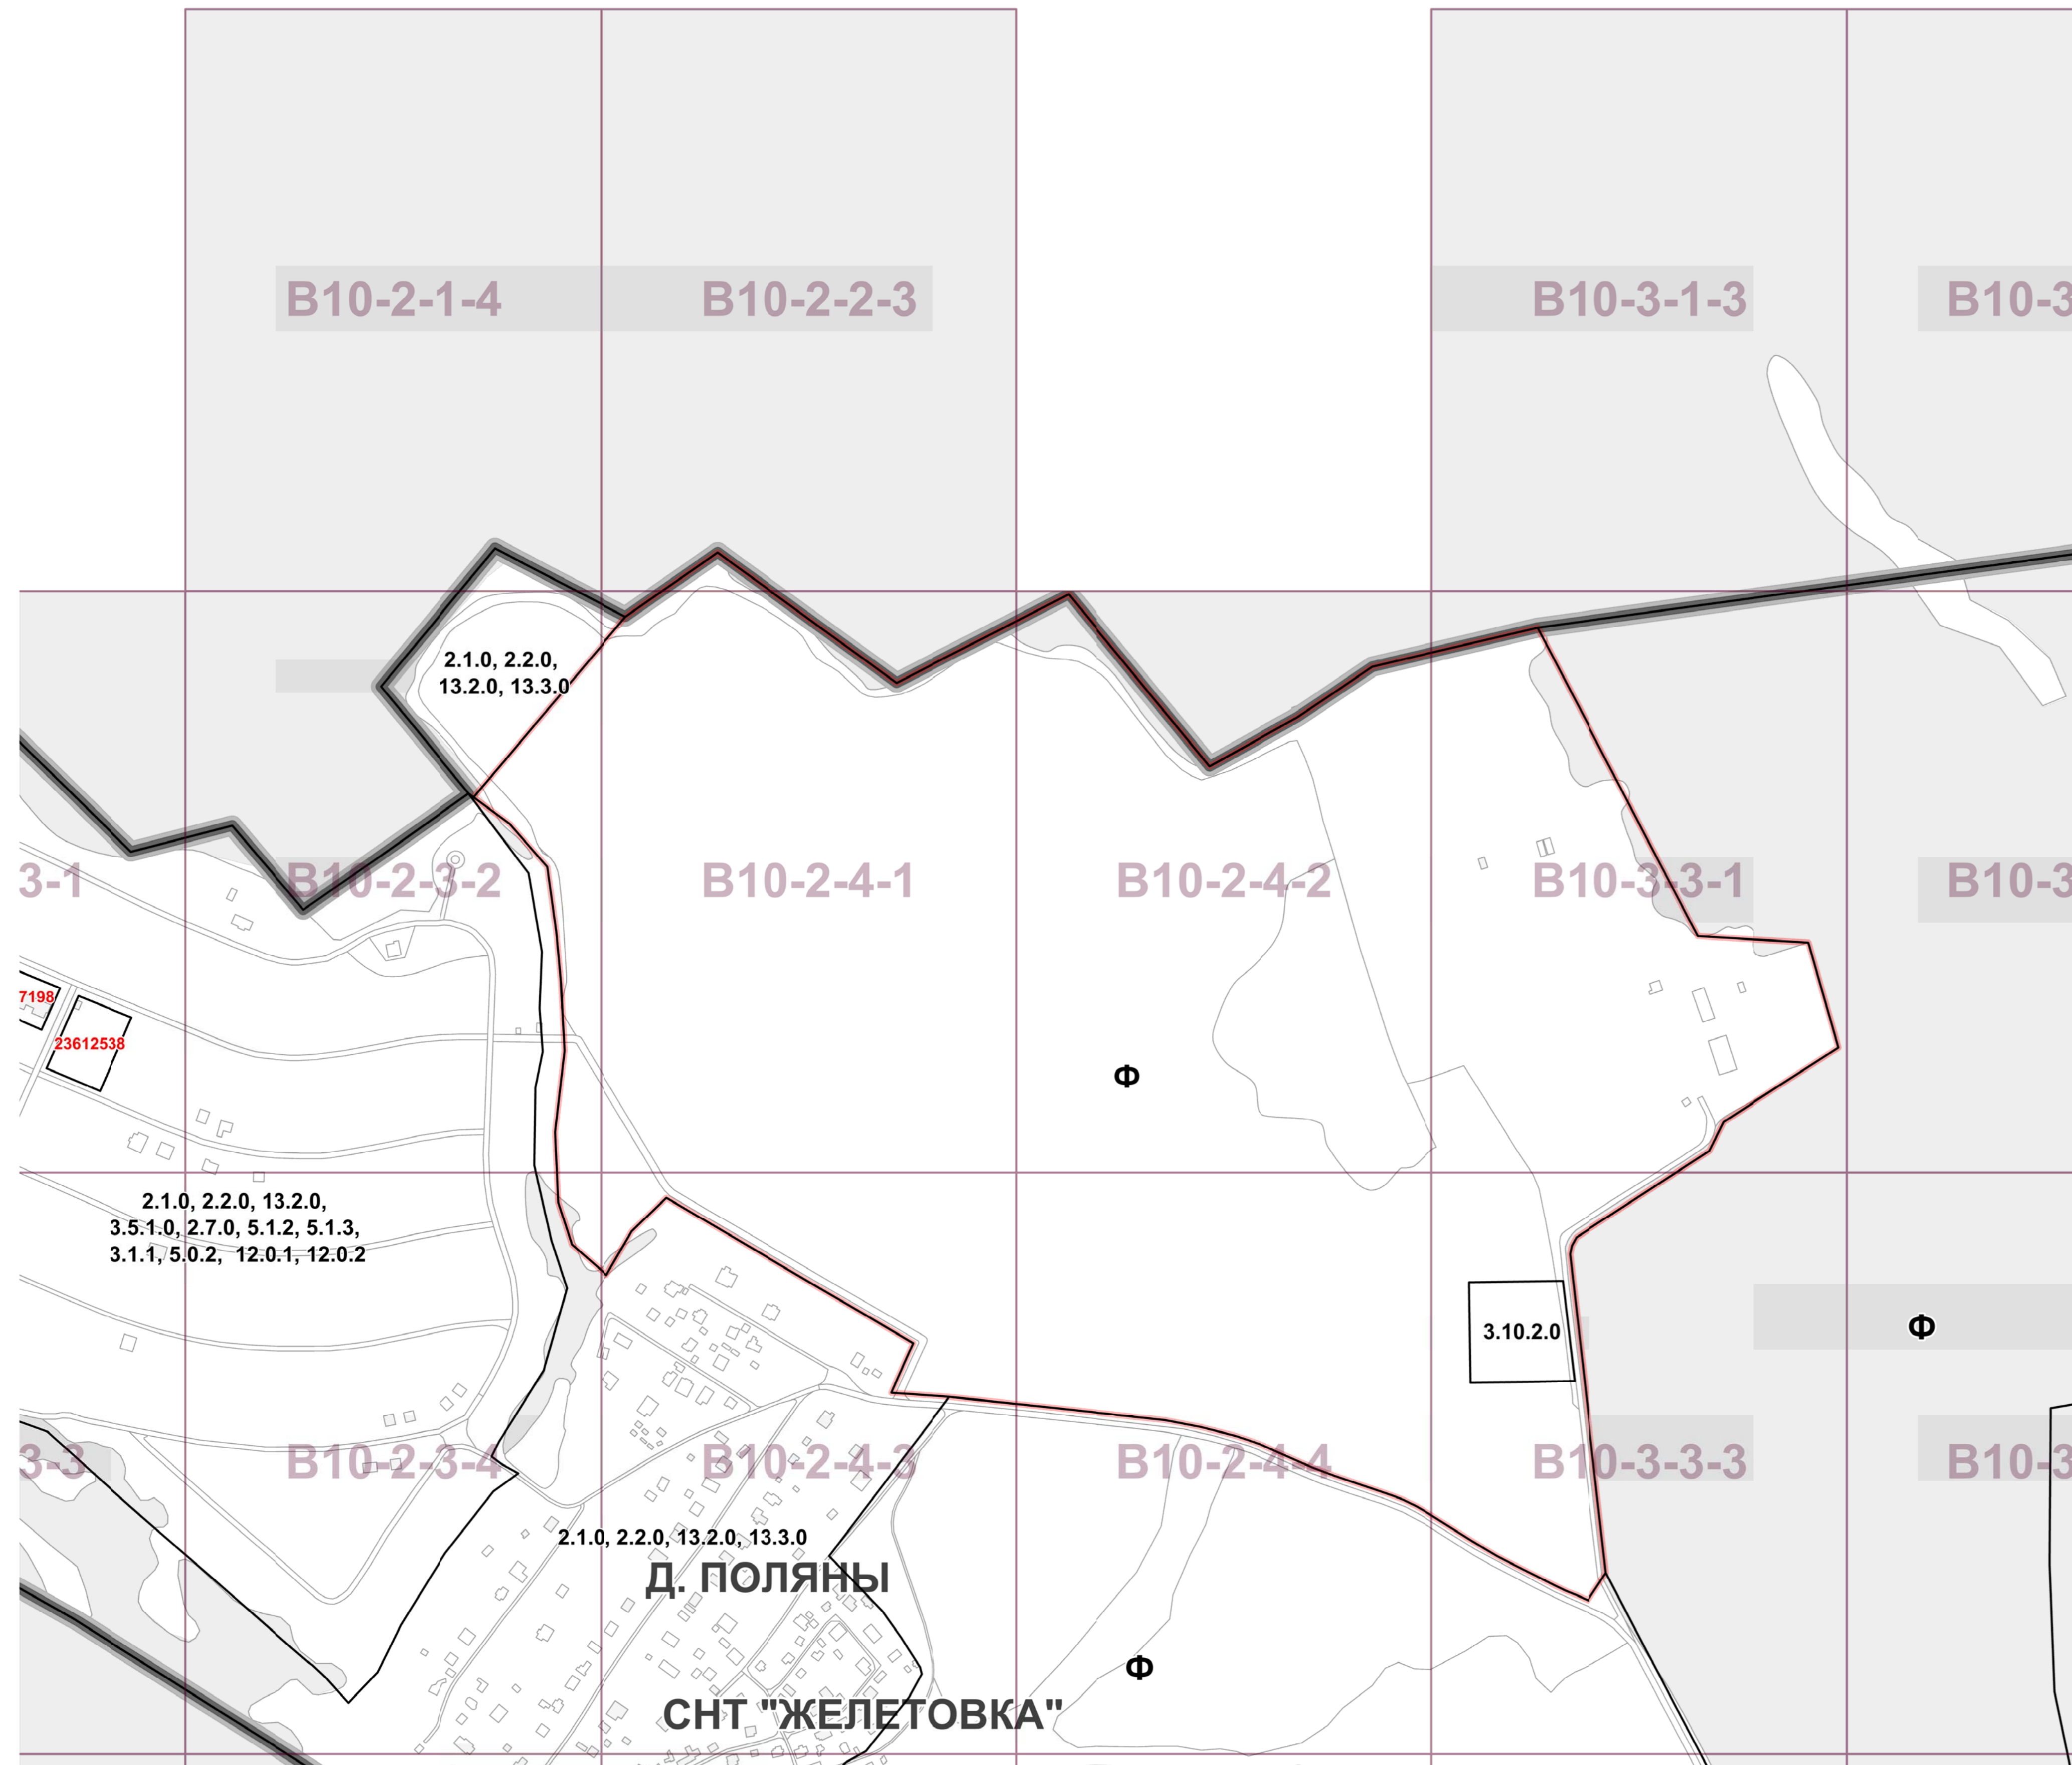 В10-2-1-4
В10-2-2-3
В10-3-1-3
В10-3
2.1.0, 2.2.0,
13.2.0, 13.3.0
3-1
В10-2-3-2
В10-2-4-1
В10-2-4-2
В10-3-3-1
В10-3
7198
23612538
Ф
2.1.0, 2.2.0, 13.2.0,
3.5.1.0, 2.7.0, 5.1.2, 5.1.3,
3.1.1, 5.0.2, 12.0.1, 12.0.2
3.10.2.0
Ф
3-3
В10-2-3-4
В10-2-4-3
В10-2-4-4
В10-3-3-3
В10-3
2.1.0, 2.2.0, 13.2.0, 13.3.0
Д. ПОЛЯНЫ
Ф
СНТ "ЖЕЛЕТОВКА"